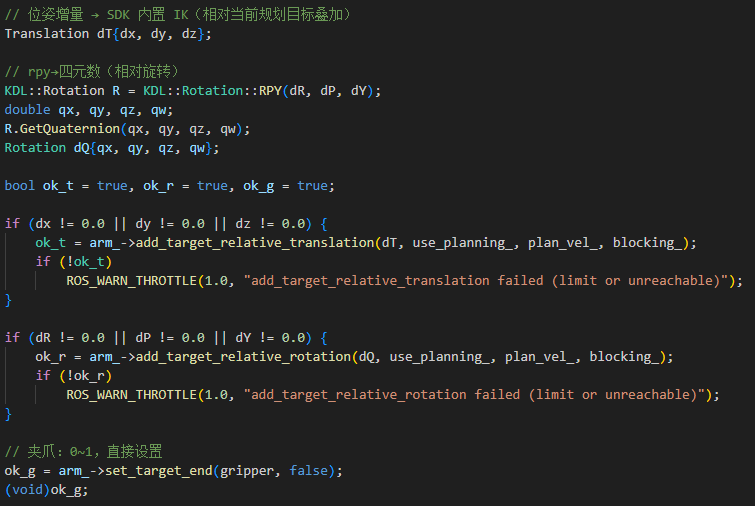 // 位姿增量 → SDK 内置 IK（相对当前规划目标叠加）
Translation dT{dx, dy, dz};
// rpy→四元数（相对旋转）
KDL::Rotation R = KDL::Rotation::RPY(dR, dP, dY);
double qx, qy, qz, qw;
R.GetQuaternion(qx, qy, qz, qw);
Rotation dQ{qx, qy, qz, qw};
bool ok_t = true, ok_r = true, ok_g = true;
if (dx != 0.0 || dy != 0.0 || dz != 0.0) {
    ok_t = arm_->add_target_relative_translation(dT, use_planning_, plan_vel_, blocking_);
    if (!ok_t)
        ROS_WARN_THROTTLE(1.0, "add_target_relative_translation failed (limit or unreachable)");
}
if (dR != 0.0 || dP != 0.0 || dY != 0.0) {
    ok_r = arm_->add_target_relative_rotation(dQ, use_planning_, plan_vel_, blocking_);
    if (!ok_r)
        ROS_WARN_THROTTLE(1.0, "add_target_relative_rotation failed (limit or unreachable)");
}
// 夹爪：0~1，直接设置
ok_g = arm_->set_target_end(gripper, false);
(void)ok_g;